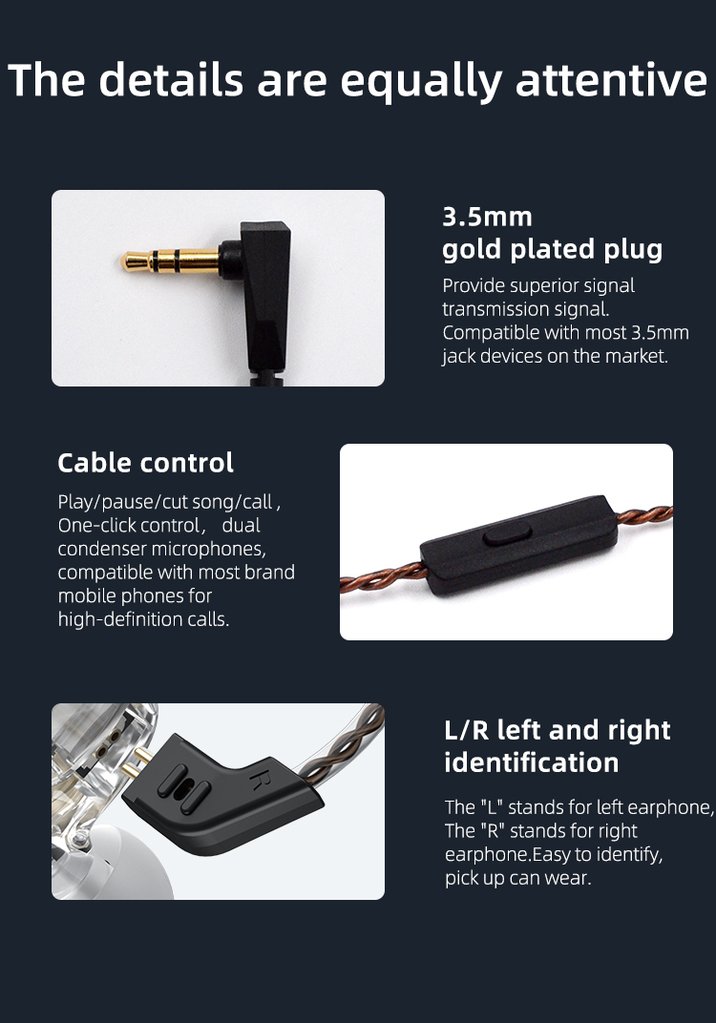 The details are equally attentive
3.5mm
gold plated plug
Provide superior signal
transmission signal.
Compatible with most 3.5mm
jack devices on the market.
Cable control
Play/pause/cut song/call ,
One-click control， dual
condenser microphones,
compatible with most brand
mobile phones for
high-definition calls.
R
L/R left and right
identification
The "L" stands for left earphone,
The "R" stands for right
earphone.Easy to identify,
pick up can wear.